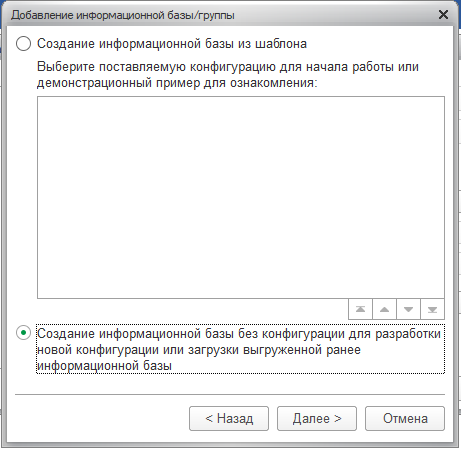 Добавление информационной базы/группы
Создание информационной базы из шаблона
Выберите поставляемую конфигурацию для начала работы или
демонстрационный пример для ознакомления:
Создание информационной базы без конфигурации для разработки
новой конфигурации или загрузки выгруженной ранее
информационной базы
< Назад
Далее >
Отмена